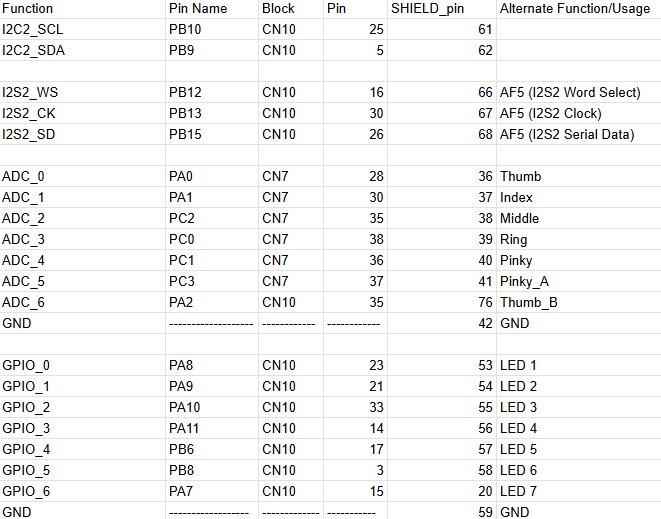 Function Pin Name Block Pin SHIELD_pin Alternate Function/Usage
I2C2_SCL PB10 CN10 25 61
I2C2_SDA PB9 CN10 5 62
I2S2_WS PB12 CN10 16 66 AF5 (I2S2 Word Select)
I2S2_CK PB13 CN10 30 67 AF5 (I2S2 Clock)
I2S2_SD PB15 CN10 26 68 AF5 (I2S2 Serial Data)
ADC_0 PA0 CN7 28 36 Thumb
ADC_1 PA1 CN7 30 37 Index
ADC_2 PC2 CN7 35 38 Middle
ADC_3 PC0 CN7 38 39 Ring
ADC_4 PC1 CN7 36 40 Pinky
ADC_5 PC3 CN7 37 41 Pinky_A
ADC_6 PA2 CN10 35 76 Thumb_B
GND ------------------- ------------ ------------ 42 GND
GPIO_0 PA8 CN10 23 53 LED 1
GPIO_1 PA9 CN10 21 54 LED 2
GPIO_2 PA10 CN10 33 55 LED 3
GPIO_3 PA11 CN10 14 56 LED 4
GPIO_4 PB6 CN10 17 57 LED 5
GPIO_5 PB8 CN10 3 58 LED 6
GPIO_6 PA7 CN10 15 20 LED 7
GND ------------------ ------------- ----------- 59 GND